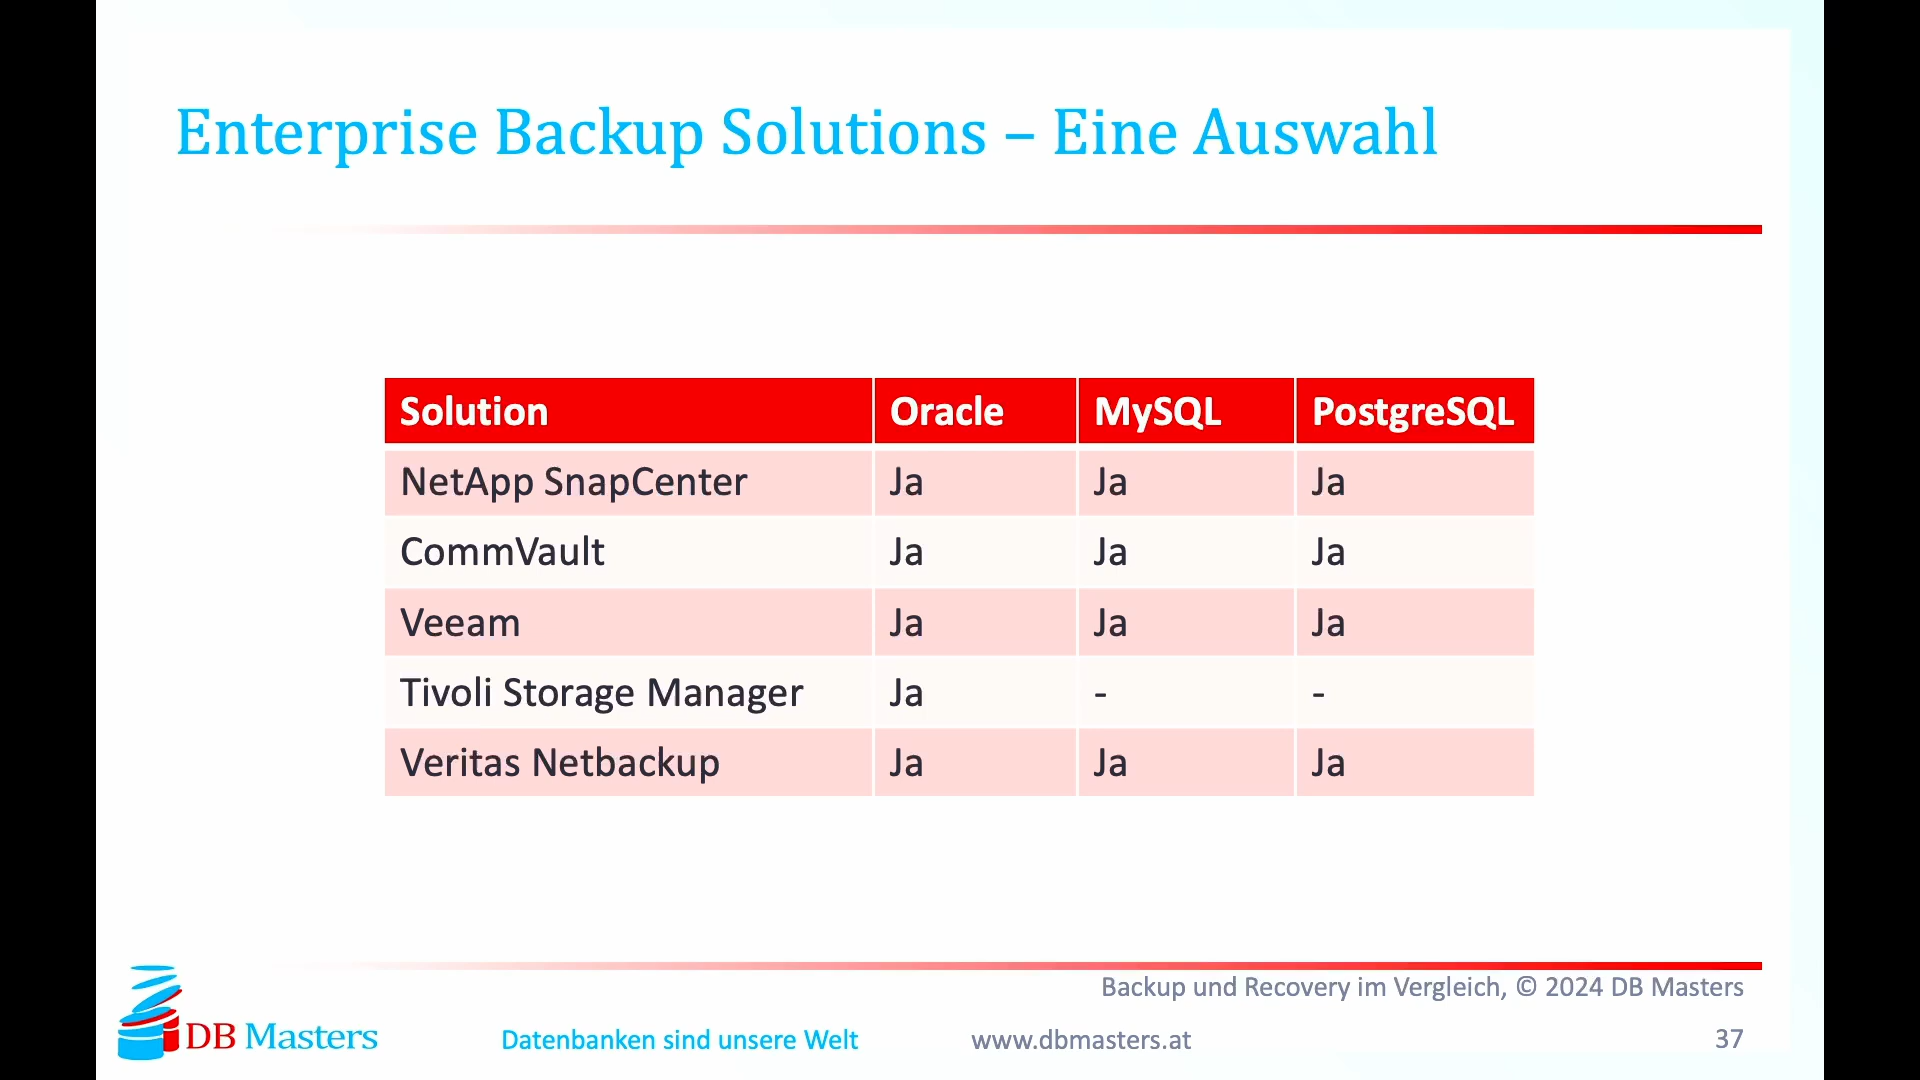 Enterprise Backup Solutions – Eine Auswahl
Solution Oracle MySQL PostgreSQL
NetApp SnapCenter Ja Ja Ja
CommVault Ja Ja Ja
Veeam Ja Ja Ja
Tivoli Storage Manager Ja - -
Veritas Netbackup Ja Ja Ja
Backup und Recovery im Vergleich, © 2024 DB Masters
DB Masters Datenbanken sind unsere Welt www.dbmasters.at 37